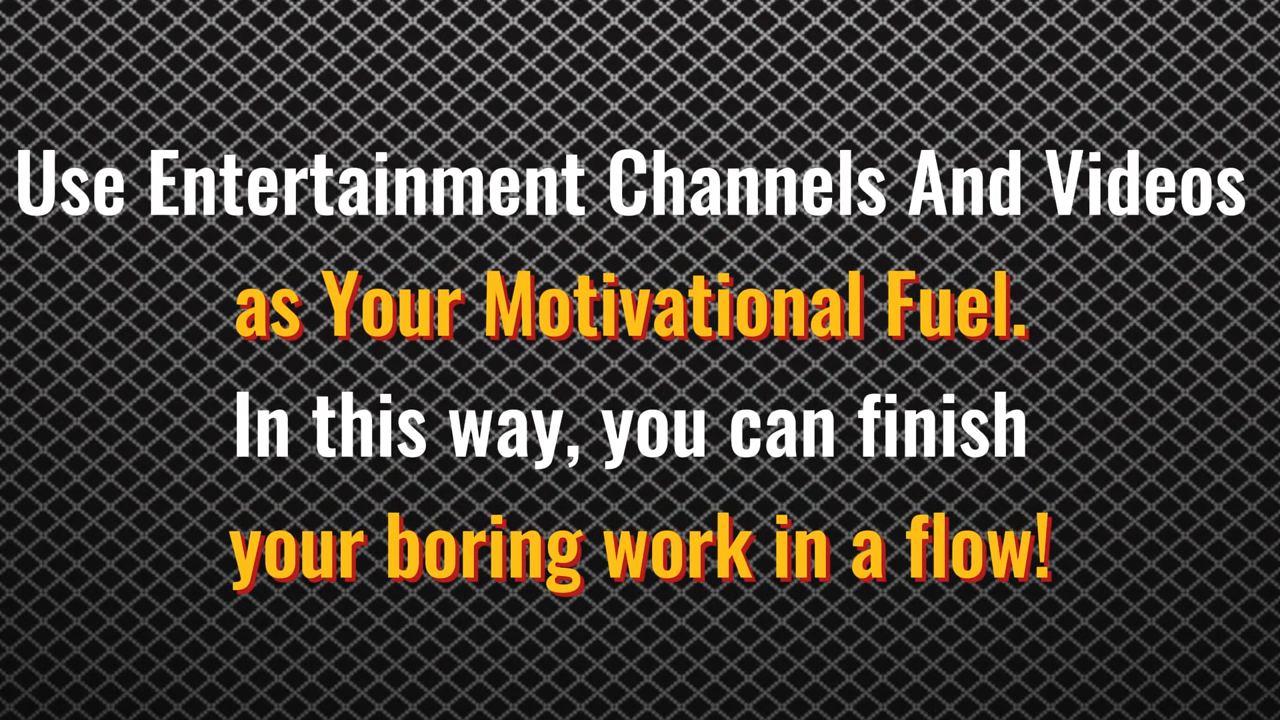 Use Entertainment Channels And Videos
as Your Motivational Fuel.
In this way, you can finish
your boring work in a flow!